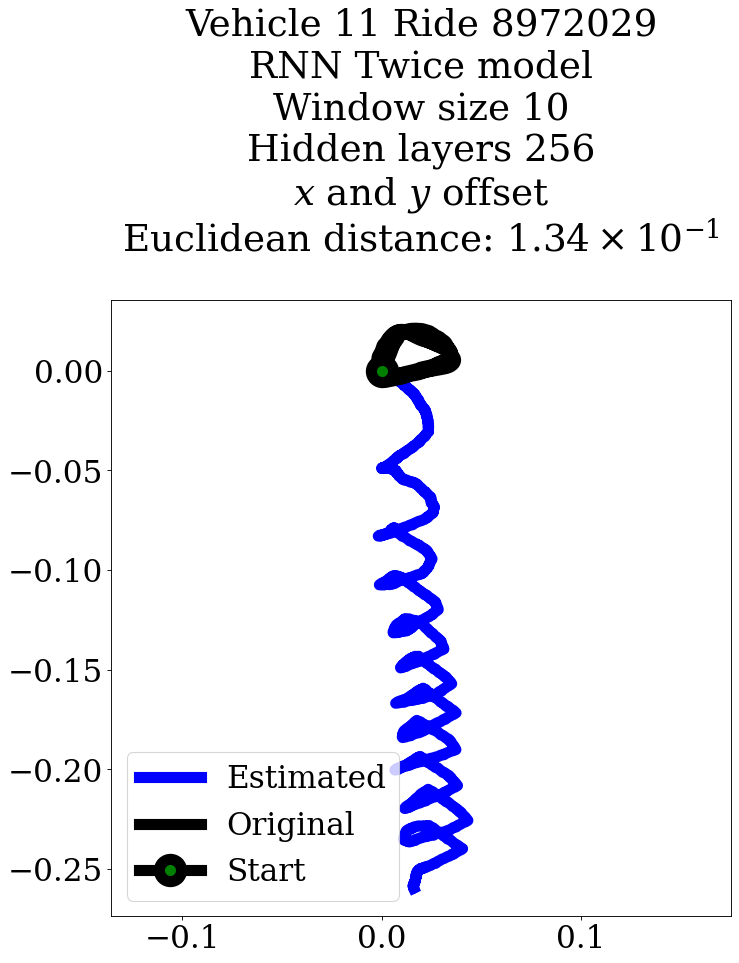 Vehicle 11 Ride 8972029
RNN Twice model
Window size 10
Hidden layers 256
x and y offset
Euclidean distance: 1.34 × 10⁻¹
0.00
−0.05
−0.10
−0.15
−0.20
−0.25
Estimated
Original
Start
−0.1 0.0 0.1